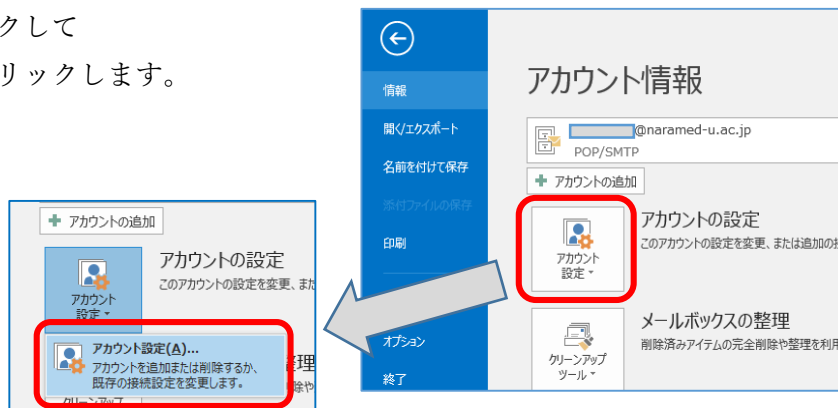 クして
リックします。
情報
開く/エクスポート
名前を付けて保存
添付ファイルの保存
印刷
オプション
終了
アカウント情報
@naramed-u.ac.jp
POP/SMTP
アカウントの追加
アカウント
設定
アカウントの設定
このアカウントの設定を変更、または追加の
クリーンアップ
ツール
メールボックスの整理
削除済みアイテムの完全削除や整理を利用
アカウントの追加
アカウント
設定
アカウントの設定
このアカウントの設定を変更、また
アカウント設定(A)...
アカウントを追加または削除するか、
既存の接続設定を変更します。
整理
除や
クリーンアップ